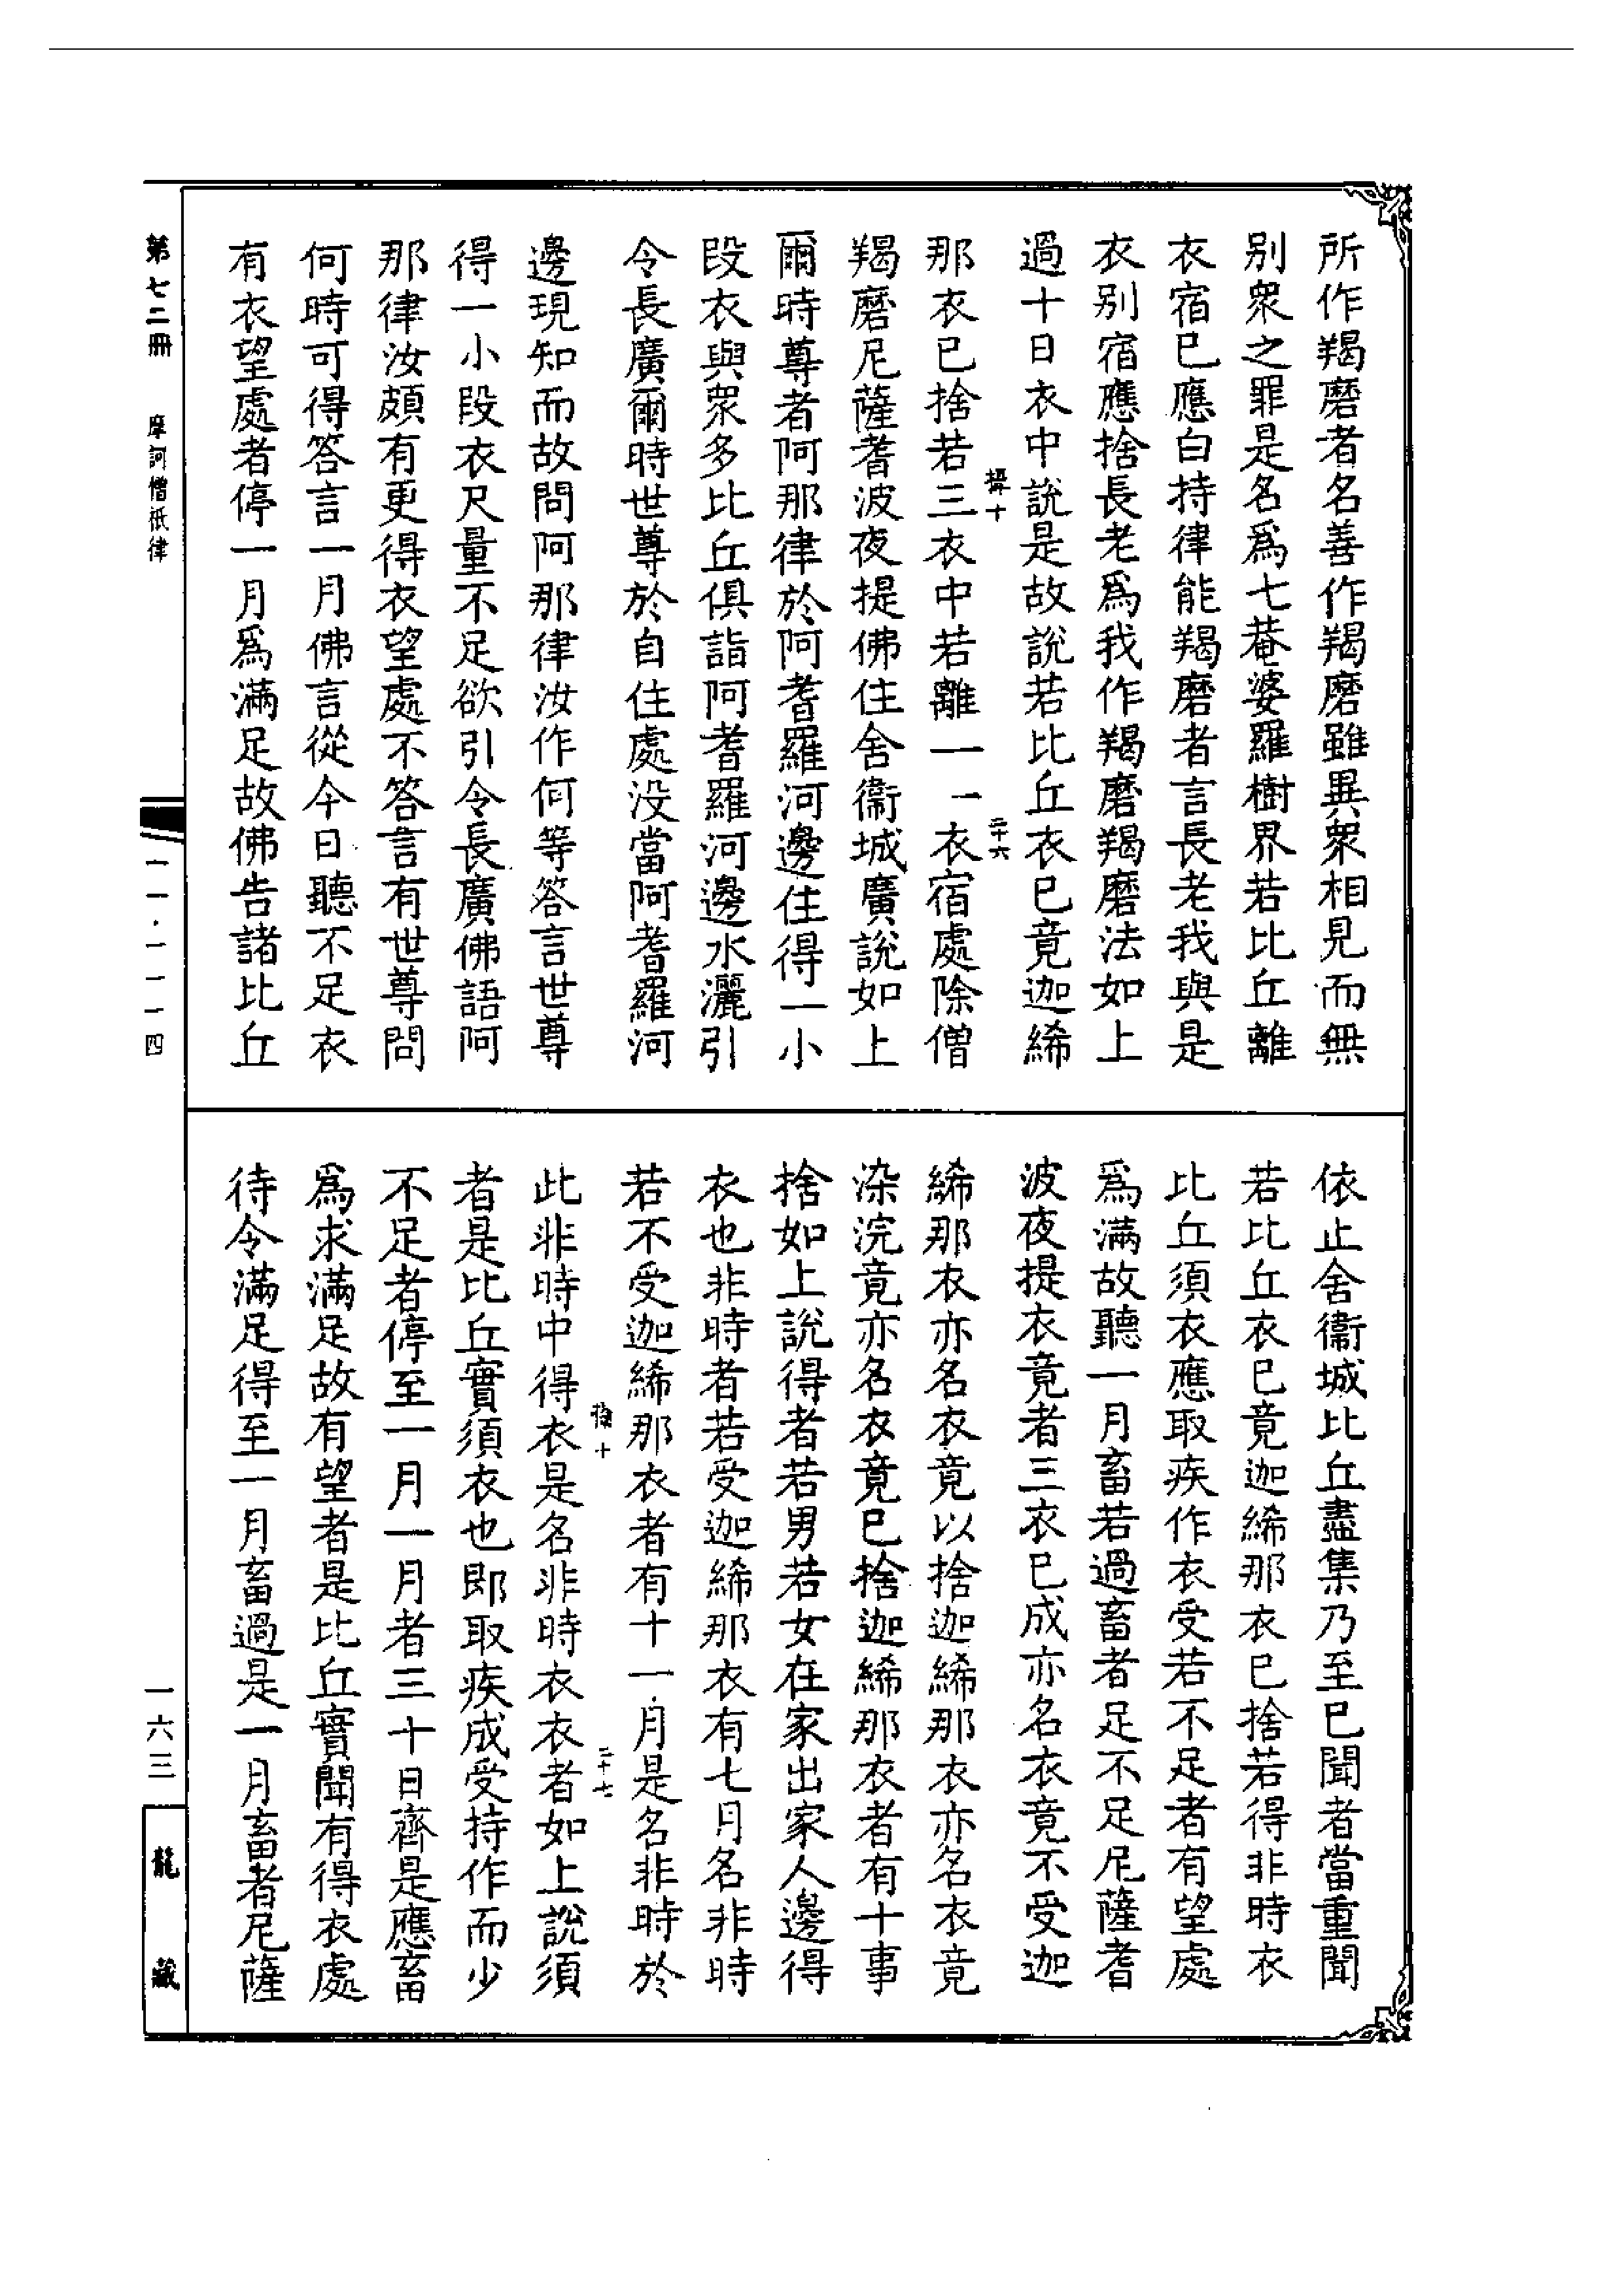 所作羯磨者名善作羯磨雖異衆相見而無
別衆之罪是名爲七菴婆羅樹界若比丘離
衣宿已應白持律能羯磨者言長老我與是
衣別宿應捨長老爲我作羯磨羯磨法如上
過十日衣中說是故說若比丘衣已竟迦絺
那衣已捨若三衣中若離一一衣宿處除僧
十
二十六
羯磨尼薩耆波夜提佛住舍衞城廣說如上
爾時尊者阿那律於阿耆羅河邊住得一小
段衣與衆多比丘俱詣阿耆羅河邊水灑引
令長廣爾時世尊於自住處没當阿耆羅河
邊現知而故問阿那律汝作何等答言世尊
得一小段衣尺量不足欲引令長廣佛語阿
那律汝頗有更得衣望處不答言有世尊問
何時可得答言一月佛言從今日聽不足衣
有衣望處者停一月爲滿足故佛告諸比丘
依止舍衞城比丘盡集乃至已聞者當重聞
若比丘衣已竟迦絺那衣已捨若得非時衣
比丘須衣應取疾作衣受若不足者有望處
爲滿故聽一月畜若過畜者足不足尼薩耆
波夜提衣竟者三衣已成亦名衣竟不受迦
絺那衣亦名衣竟以捨迦絺那衣亦名衣竟
染浣竟亦名衣竟已捨迦絺那衣者有十事
捨如上說得者若男若女在家出家人邊得
衣也非時者若受迦絺那衣有七月名非時
若不受迦絺那衣者有十一月是名非時於
十
二十七
此非時中得衣是名非時衣衣者如上說須
者是比丘實須衣也即取疾成受持作而少
不足者停至一月一月者三十日齊是應畜
爲求滿足故有望者是比丘實聞有得衣處
待令滿足得至一月畜過是一月畜者尼薩
第七二冊　摩訶僧祇律
一一·一一一四
一六三
龍藏